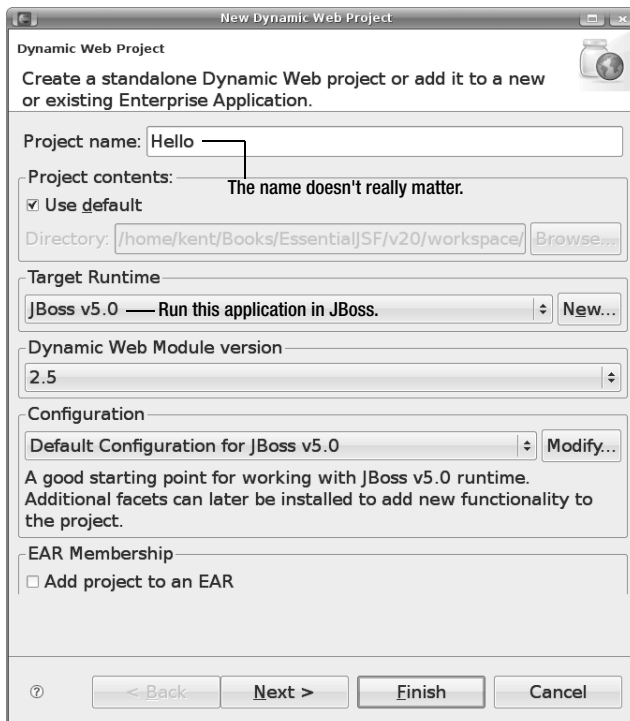 New Dynamic Web Project
Dynamic Web Project
Create a standalone Dynamic Web project or add it to a new
or existing Enterprise Application.
Project name: Hello
Project contents:
The name doesn't really matter.
Use default
Directory: /home/kent/Books/EssentialJSF/v20/workspace/ Browse...
Target Runtime
JBoss v5.0 Run this application in JBoss. New...
Dynamic Web Module version
2.5
Configuration
Default Configuration for JBoss v5.0 Modify...
A good starting point for working with JBoss v5.0 runtime.
Additional facets can later be installed to add new functionality to
the project.
EAR Membership
Add project to an EAR
? < Back Next > Finish Cancel